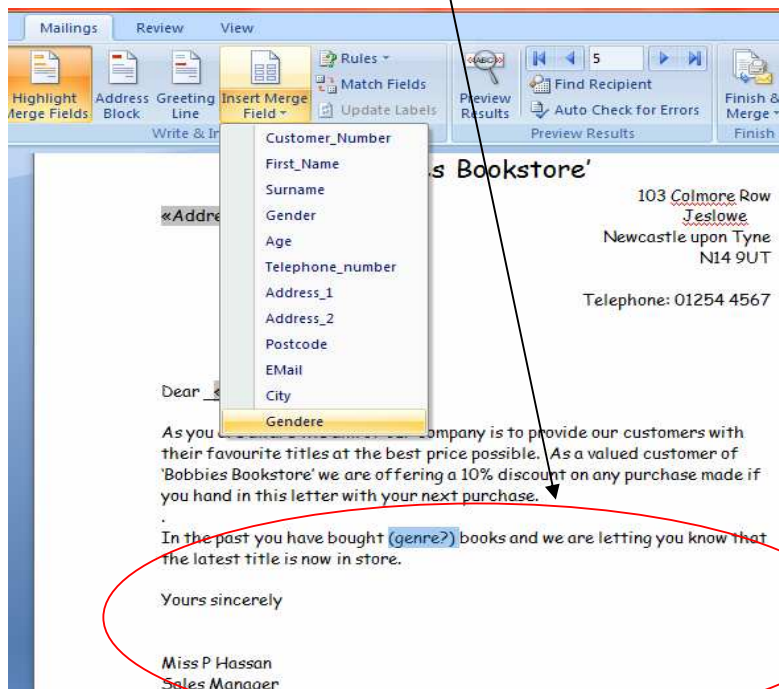 Mailings Review View
Rules
Match Fields
Update Labels
Highlight Merge Fields
Address Block
Greeting Line
Insert Merge Field
Preview Results
5
Find Recipient
Auto Check for Errors
Finish & Merge
Write &
Preview Results
Finish
Customer_Number
First_Name
Surname
Gender
Age
Telephone_number
Address_1
Address_2
Postcode
EMail
City
Gendere
s Bookstore'
103 Colmore Row
«Addre
Jeslowe
Newcastle upon Tyne
N14 9UT
Telephone: 01254 4567
Dear
As you company is to provide our customers with
their favourite titles at the best price possible. As a valued customer of
'Bobbies Bookstore' we are offering a 10% discount on any purchase made if
you hand in this letter with your next purchase.
.
In the past you have bought (genre?) books and we are letting you know that
the latest title is now in store.
Yours sincerely
Miss P Hassan
Sales Manager